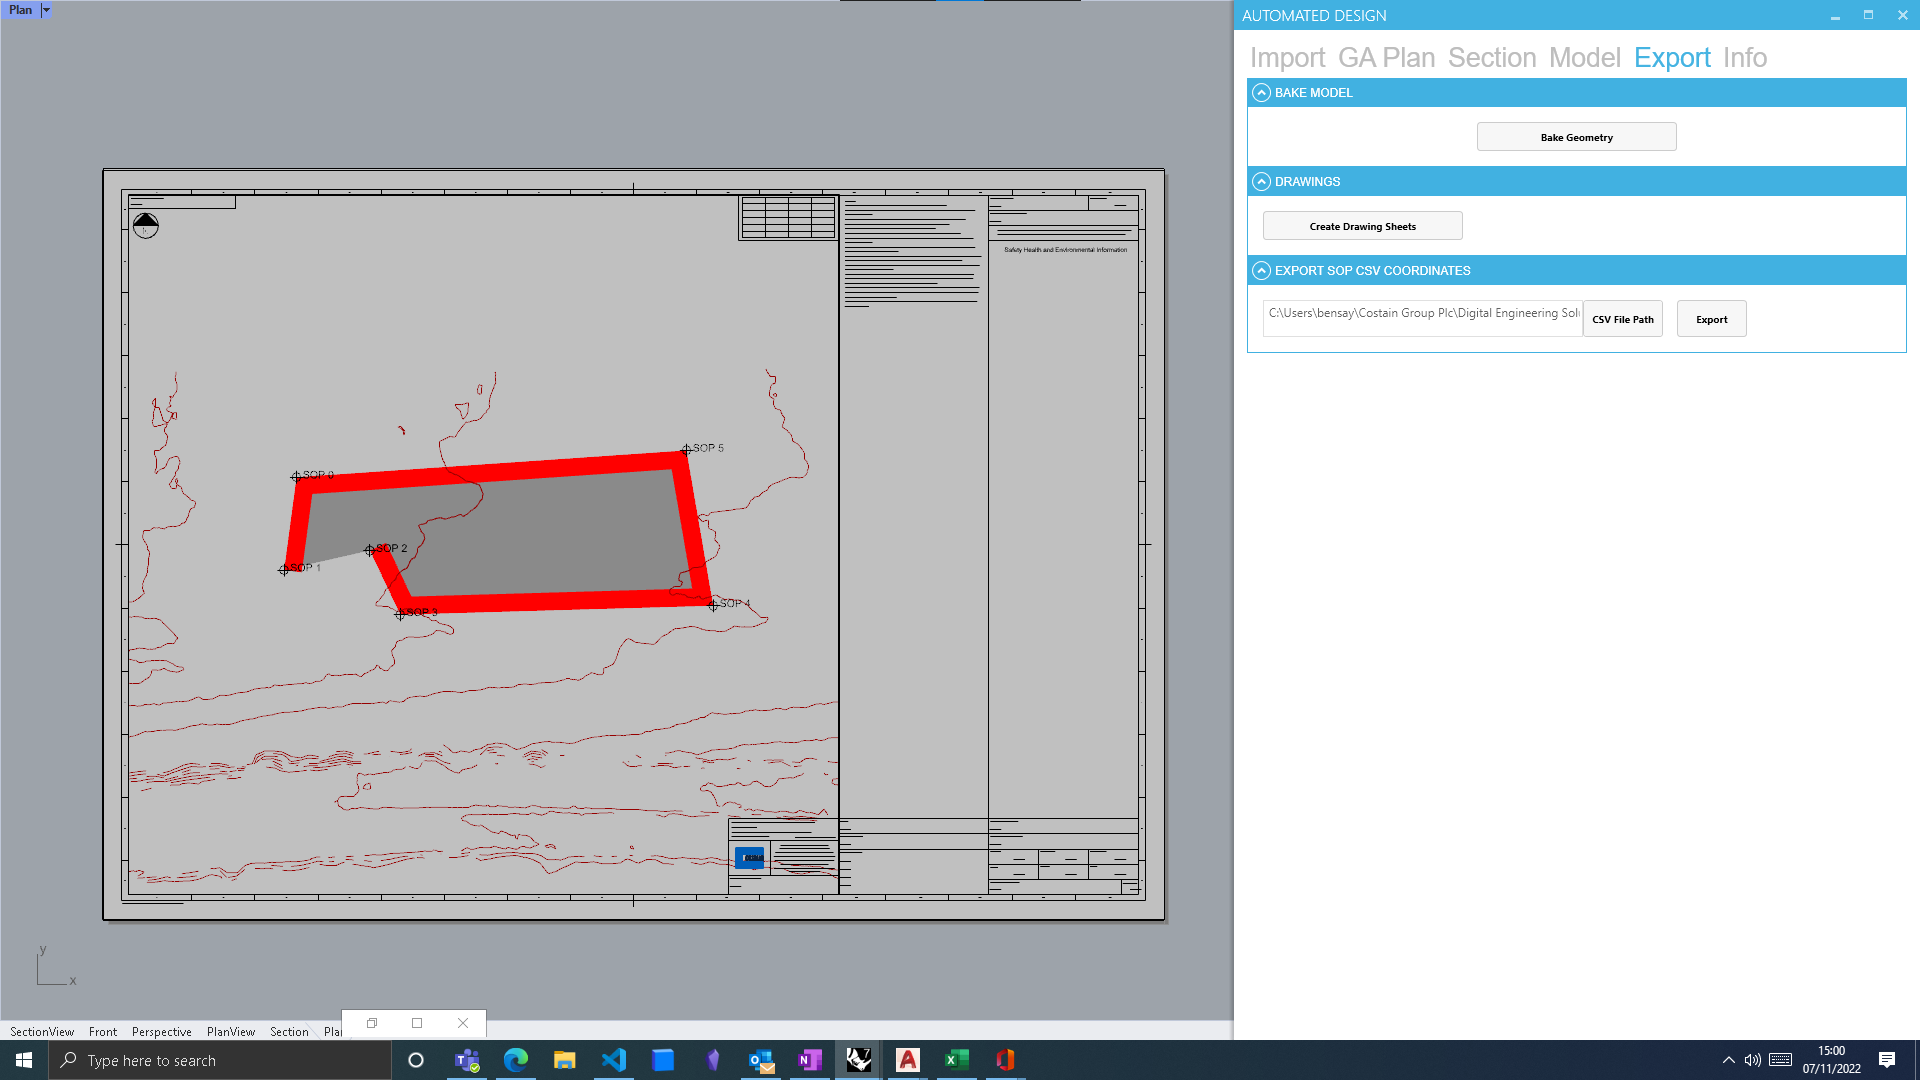 Plan
AUTOMATED DESIGN
Import GA Plan Section Model Export Info
BAKE MODEL
Bake Geometry
DRAWINGS
Create Drawing Sheets
EXPORT SOP CSV COORDINATES
C:\Users\bensay\Costain Group Plc\Digital Engineering Sol
CSV File Path
Export
Safety Health and Environmental Information
SOP 5
SOP 0
SOP 2
SOP 1
SOP 4
SOP 3
y
x
SectionView Front Perspective PlanView Section Pla
Type here to search
15:00
07/11/2022